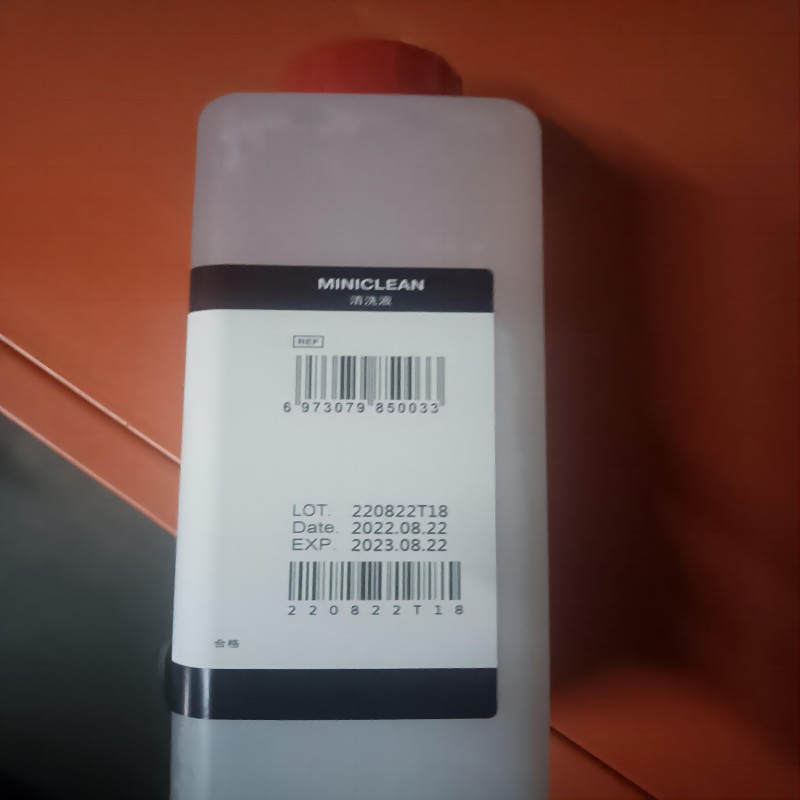 MINICLEAN
清洗液
REF
6 973079 850033
LOT. 220822T18
Date. 2022.08.22
EXP. 2023.08.22
220822T18
合格